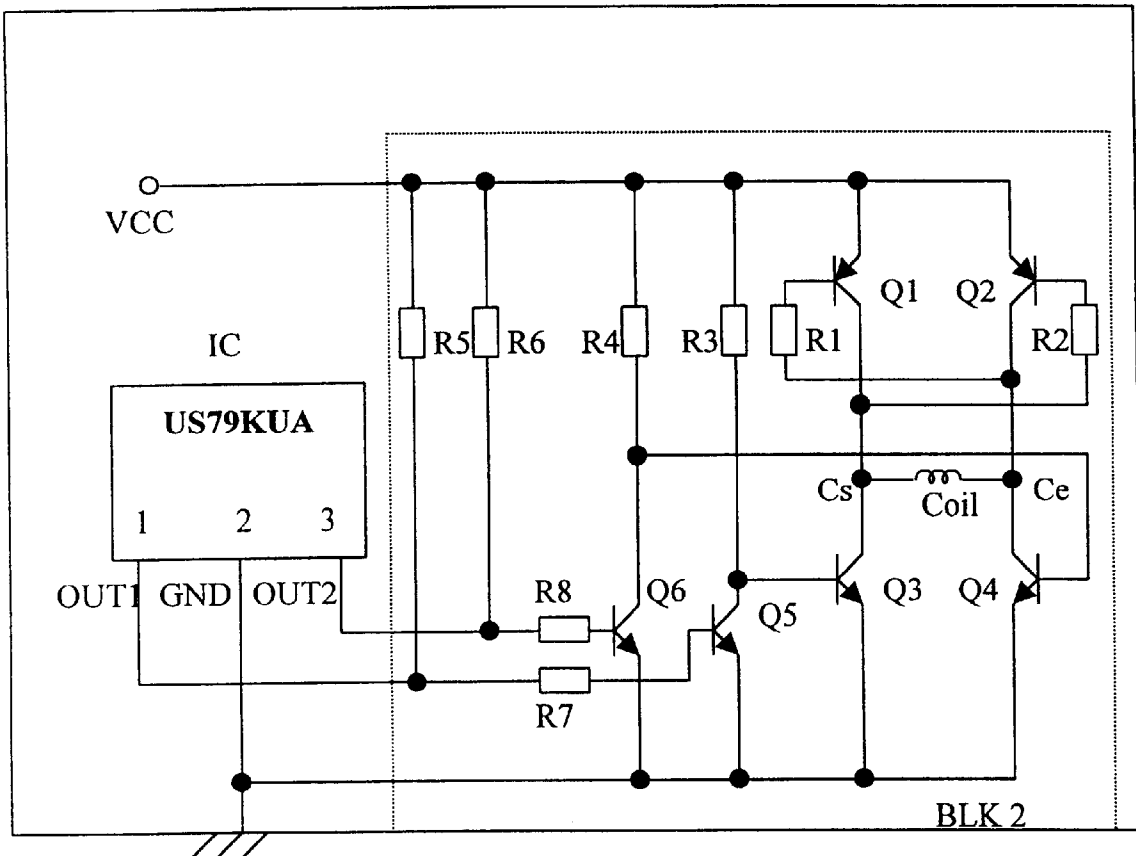 VCC
Q1 Q2
R5 R6 R4 R3 R1 R2
IC
US79KUA
Cs Coil Ce
1 2 3
OUT1 GND OUT2
R8 Q6 Q5 Q3 Q4
R7
BLK 2